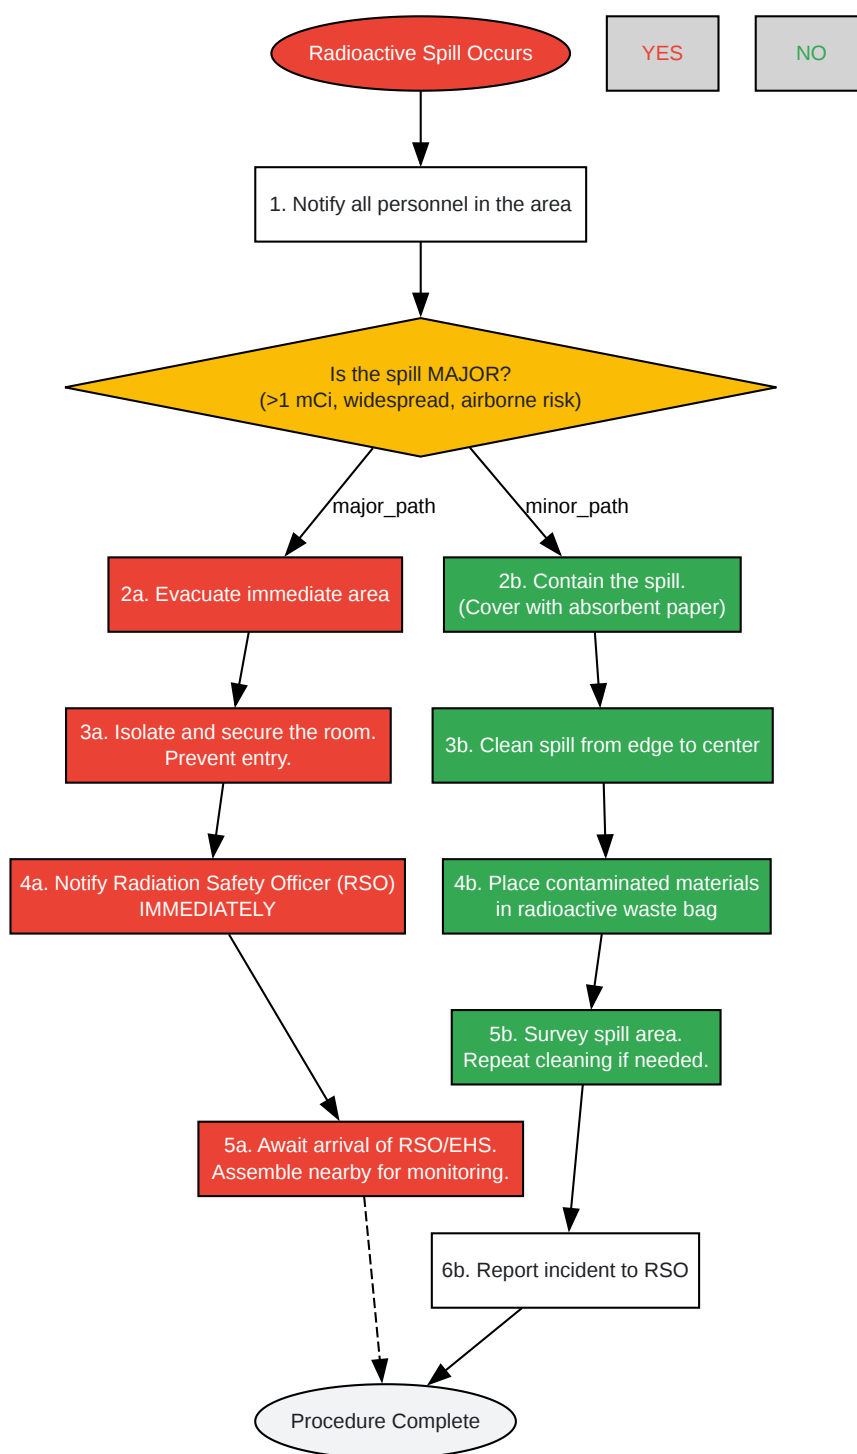 Radioactive Spill Occurs
YES
NO
1. Notify all personnel in the area
Is the spill MAJOR?
(>1 mCi, widespread, airborne risk)
major_path
minor_path
2a. Evacuate immediate area
2b. Contain the spill.
(Cover with absorbent paper)
3a. Isolate and secure the room.
Prevent entry.
3b. Clean spill from edge to center
4a. Notify Radiation Safety Officer (RSO)
IMMEDIATELY
4b. Place contaminated materials
in radioactive waste bag
5b. Survey spill area.
Repeat cleaning if needed.
5a. Await arrival of RSO/EHS.
Assemble nearby for monitoring.
6b. Report incident to RSO
Procedure Complete